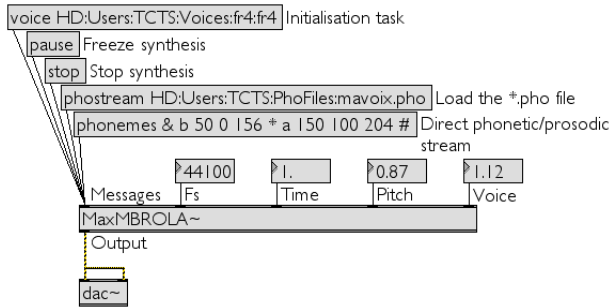 voice HD:Users:TCTS:Voices:fr4:fr4 Initialisation task
pause Freeze synthesis
stop Stop synthesis
phostream HD:Users:TCTS:PhoFiles:mavoix.pho Load the *.pho file
phonemes & b 50 0 156 * a 150 100 204 # Direct phonetic/prosodic
stream
44100 1. 0.87 1.12
Messages Fs Time Pitch Voice
MaxMBROLA~
Output
dac~